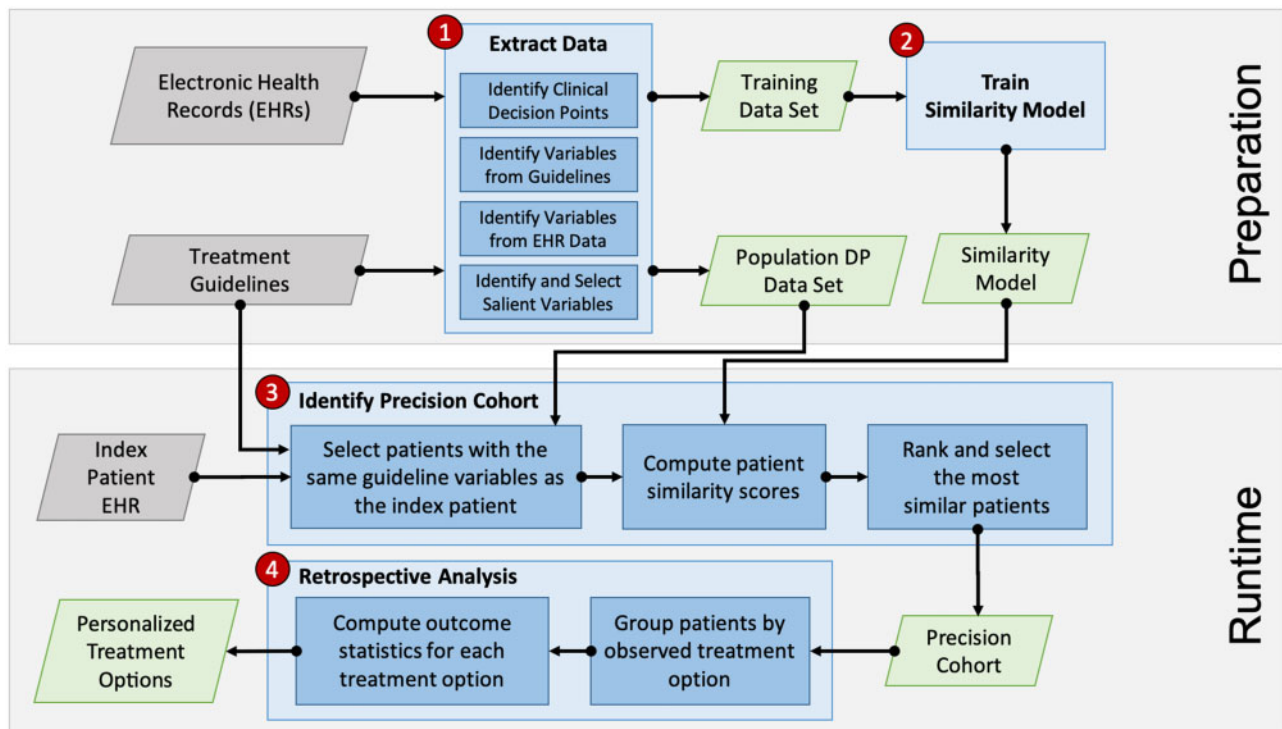 1
Extract Data
Electronic Health
Records (EHRs)
Identify Clinical
Decision Points
Identify Variables
from Guidelines
Identify Variables
from EHR Data
Identify and Select
Salient Variables
Treatment
Guidelines
Training
Data Set
Population DP
Data Set
2
Train
Similarity Model
Similarity
Model
Preparation
3
Identify Precision Cohort
Index
Patient
EHR
Select patients with the
same guideline variables as
the index patient
Compute patient
similarity scores
Rank and select
the most
similar patients
4
Retrospective Analysis
Personalized
Treatment
Options
Compute outcome
statistics for each
treatment option
Group patients by
observed treatment
option
Precision
Cohort
Runtime